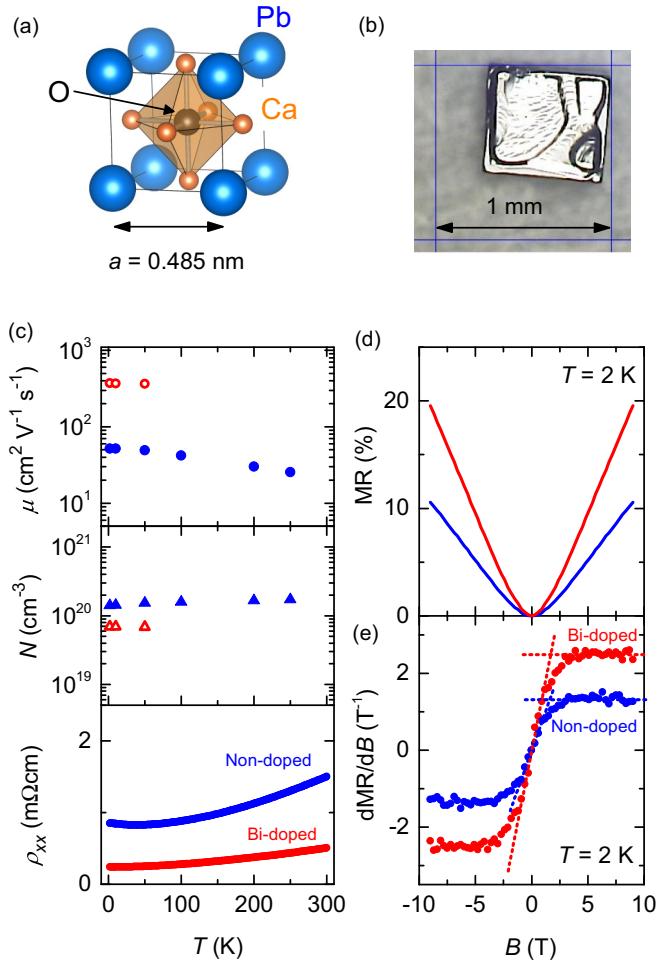 (a)
Pb
O
Ca
a = 0.485 nm
(b)
1 mm
(c)
10³
10²
10¹
μ (cm² V⁻¹ s⁻¹)
10²¹
10²⁰
10¹⁹
N (cm⁻³)
2
1
0
ρxx (mΩcm)
Non-doped
Bi-doped
0
100
200
300
T (K)
(d)
T = 2 K
20
10
0
MR (%)
(e)
Bi-doped
Non-doped
2
0
-2
dMR/dB (T⁻¹)
T = 2 K
-10
-5
0
5
10
B (T)